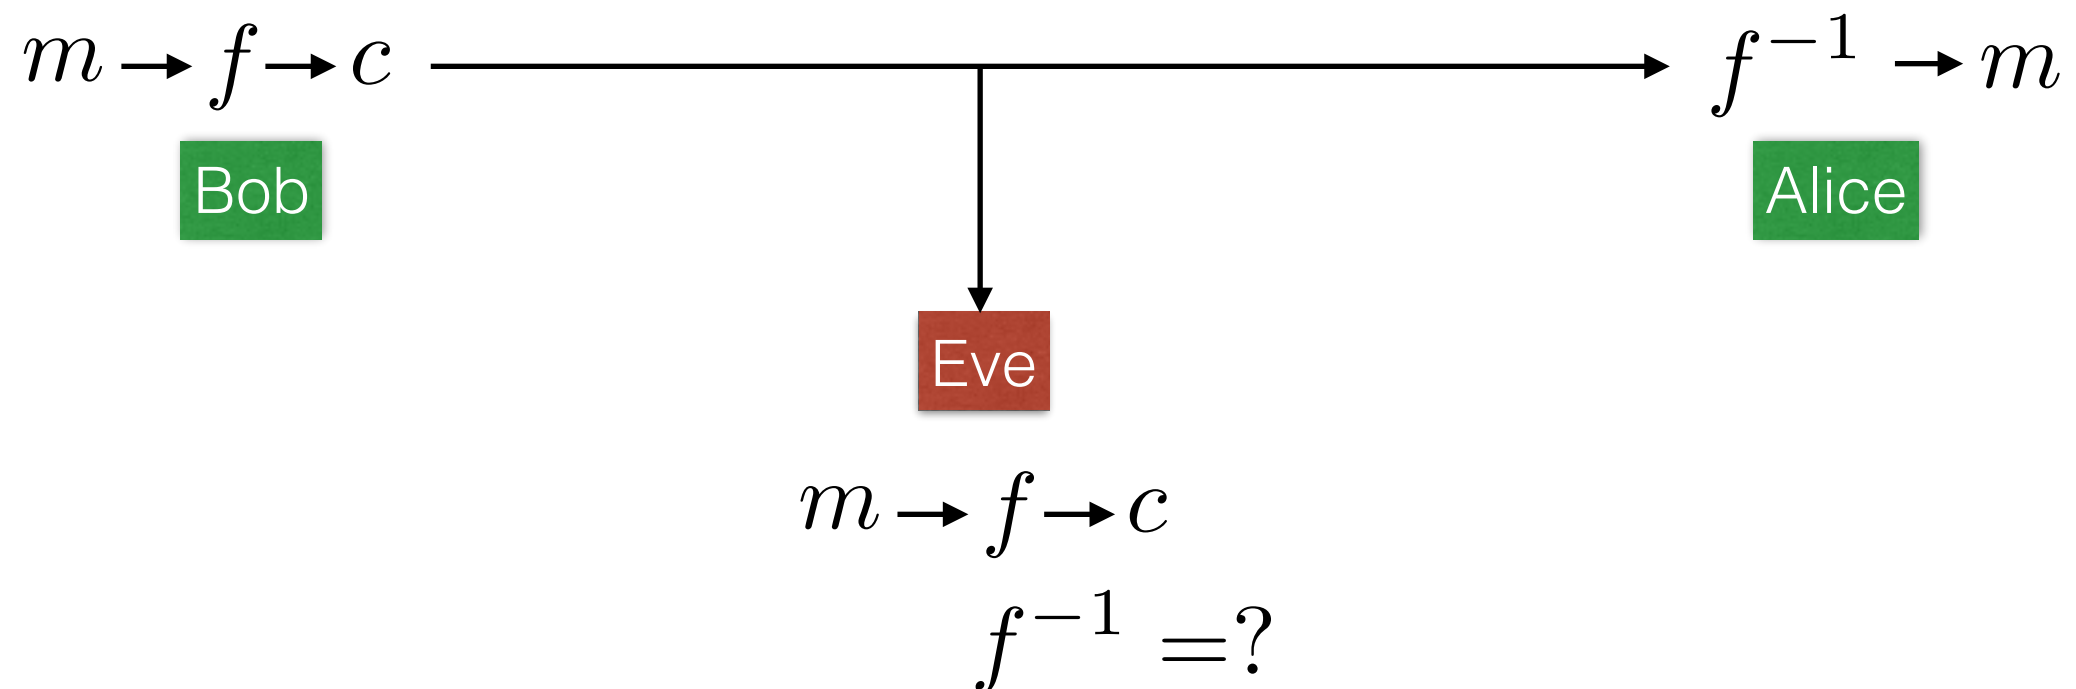 m → f → c → f⁻¹ → m
Bob Alice
Eve
m → f → c
f⁻¹ =?